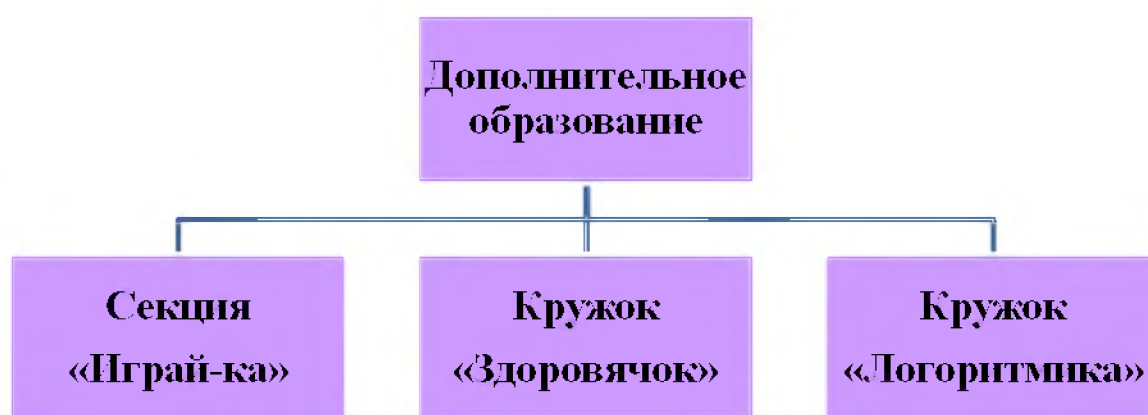 Дополнительное
образование
Секция
«Играй-ка»
Кружок
«Здоровячок»
Кружок
«Логоритмика»